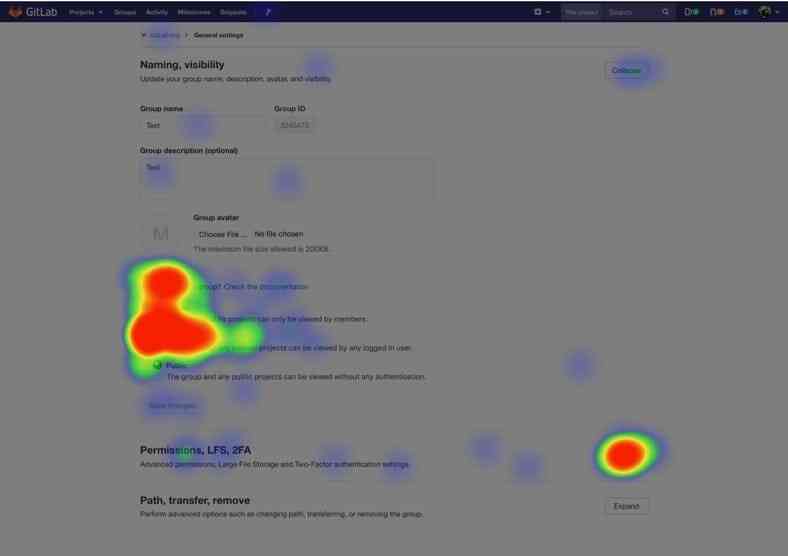 GitLab Projects Groups Activity Milestones Snippets This project Search
General settings
Naming, visibility
Collapse
Update your group name, description, avatar, and visibility.
Group name Group ID
Test
Group description (optional)
Test
M
Group avatar
Choose File ... No file chosen
The maximum file size allowed is 200KB.
group? Check the documentation
projects can only be viewed by members.
projects can be viewed by any logged in user.
Public
The group and any public projects can be viewed without any authentication.
Save changes
Permissions, LFS, 2FA
Advanced permissions, Large File Storage and Two-Factor authentication settings.
Path, transfer, remove
Expand
Perform advanced options such as changing path, transferring, or removing the group.